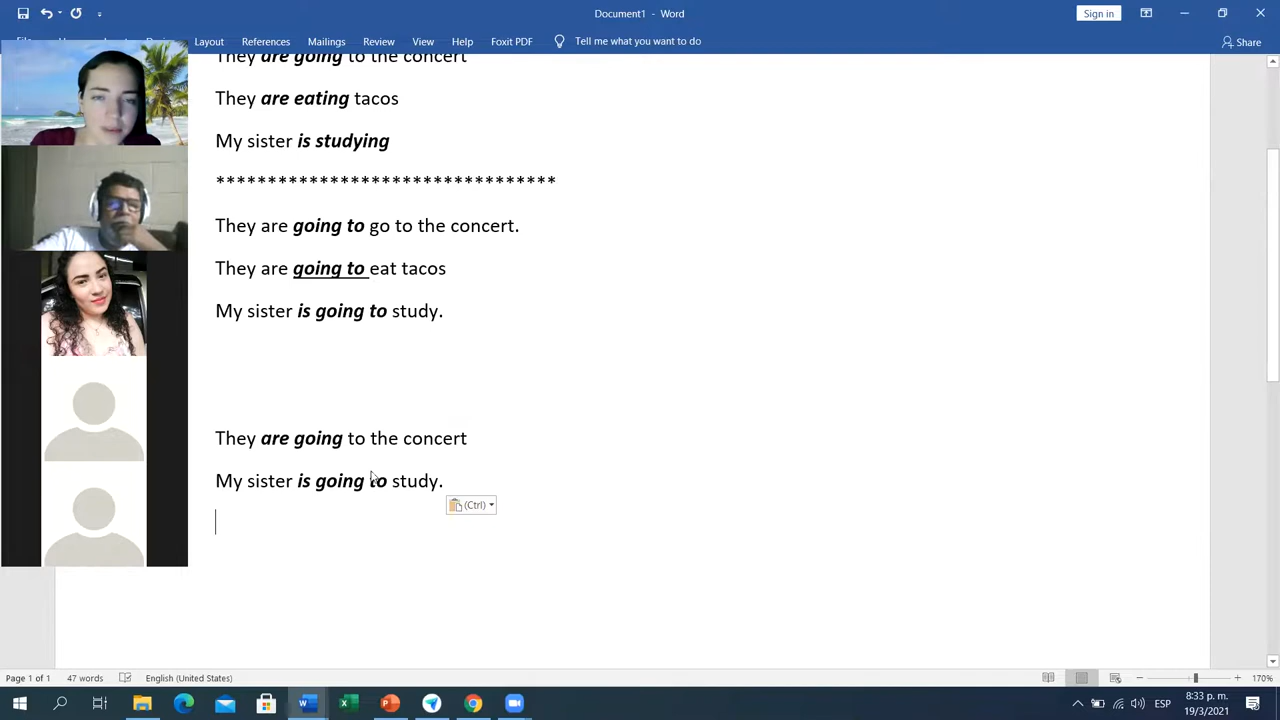 Document1 - Word
Sign in
Layout References Mailings Review View Help Foxit PDF Tell me what you want to do
Share
They are going to the concert
They are eating tacos
My sister is studying
*********************************
They are going to go to the concert.
They are going to eat tacos
My sister is going to study.
They are going to the concert
My sister is going to study.
(Ctrl)
Page 1 of 1 47 words English (United States)
170%
ESP
8:33 p. m.
19/3/2021